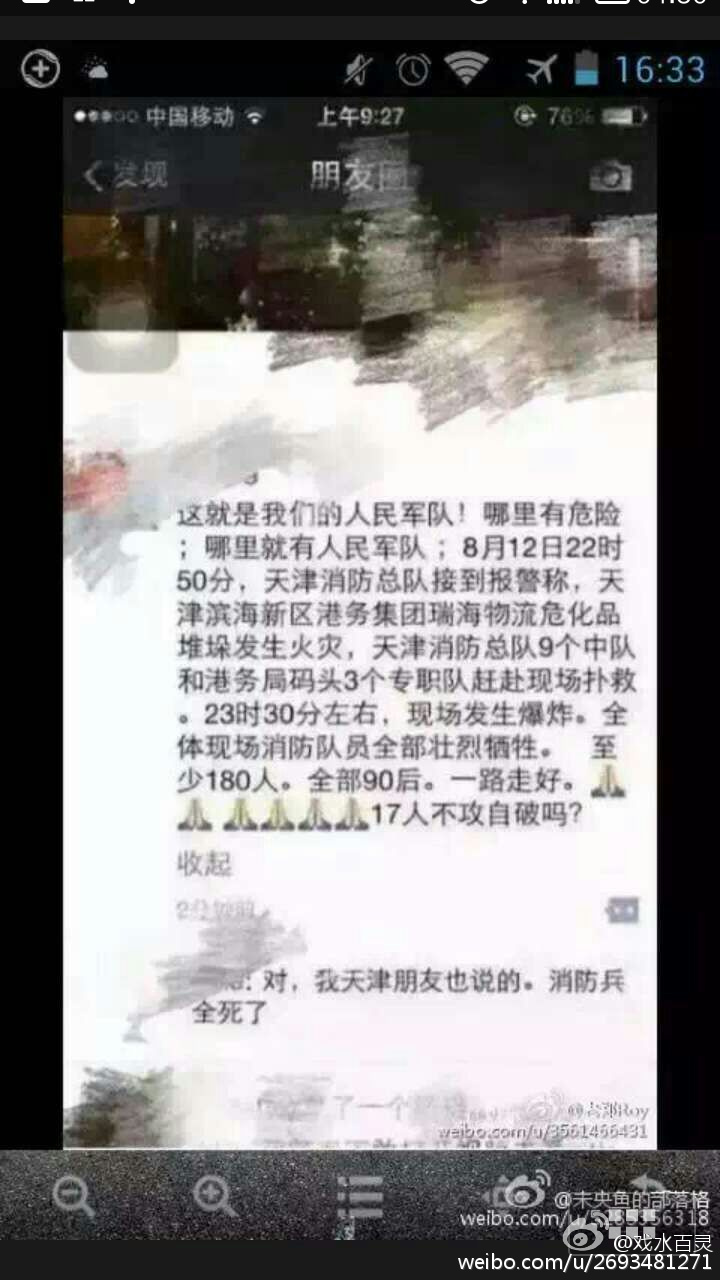 16:33
中国移动
上午9:27
76%
发现
朋友圈
这就是我们的人民军队！哪里有危险
；哪里就有人民军队；8月12日22时
50分，天津消防总队接到报警称，天
津滨海新区港务集团瑞海物流危化品
堆垛发生火灾，天津消防总队9个中队
和港务局码头3个专职队赶赴现场扑救
。23时30分左右，现场发生爆炸。全
体现场消防队员全部壮烈牺牲。 至
少180人。全部90后。一路走好。🙏
🙏🙏🙏🙏🙏17人不攻自破吗？
收起
2分钟前
: 对，我天津朋友也说的。消防兵
全死了
了一个
weibo.com/u/3561466431
@未央鱼的部落格
@戏水百灵
weibo.com/u/2693481271